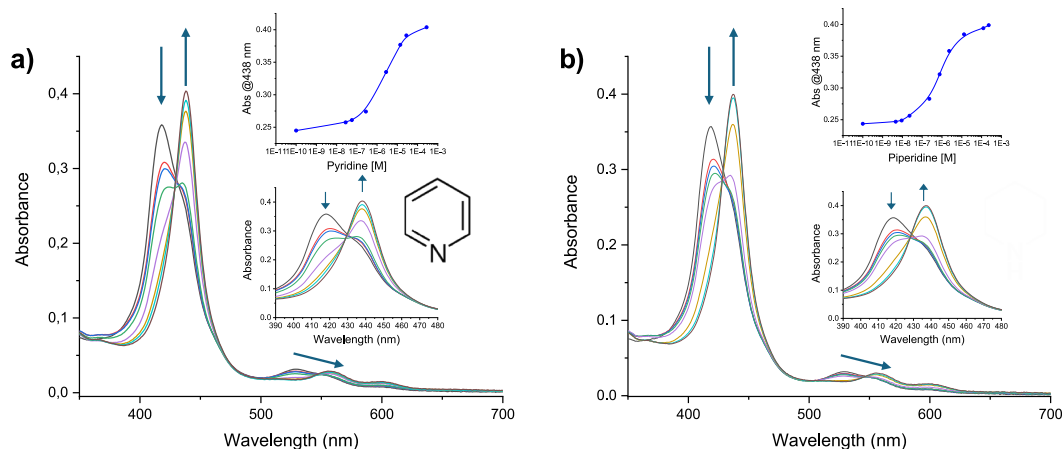 a)
Absorbance
0,4
0,3
0,2
0,1
0,0
400
500
600
700
Wavelength (nm)
Abs @438 nm
0.40
0.35
0.30
0.25
1E-11 1E-10 1E-9 1E-8 1E-7 1E-6 1E-5 1E-4 1E-3
Pyridine [M]
Absorbance
0,5
0,4
0,3
0,2
0,1
0,0
390 400 410 420 430 440 450 460 470 480
Wavelength (nm)
N
b)
Absorbance
0.4
0.3
0.2
0.1
0.0
400
500
600
700
Wavelength (nm)
Abs @438 nm
0.40
0.35
0.30
0.25
1E-11 1E-10 1E-9 1E-8 1E-7 1E-6 1E-5 1E-4 1E-3
Piperidine [M]
Absorbance
0,5
0,4
0,3
0,2
0,1
0,0
390 400 410 420 430 440 450 460 470 480
Wavelength (nm)